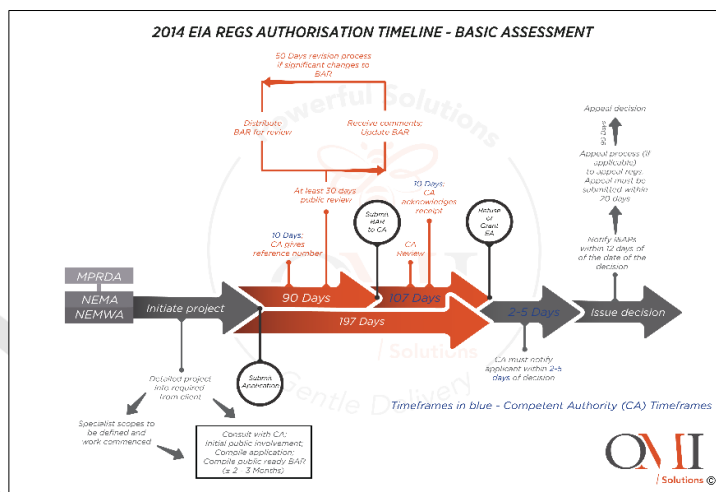 2014 EIA REGS AUTHORISATION TIMELINE - BASIC ASSESSMENT
50 Days revision process
if significant changes to
BAR
Distribute
BAR for review
Receive comments;
Update BAR
At least 30 days
public review
10 Days;
CA gives
reference number
Submit
BAR
to CA
10 Days;
CA
acknowledges
receipt
CA
Review
Refuse
or
Grant
EA
Appeal decision
90 Days
Appeal process (if
applicable)
to appeal regs.
Appeal must be
submitted within
20 days
Notify I&APs
within 12 days of
of the date of the
decision
MPRDA
NEMA
NEMWA
Initiate project
90 Days
107 Days
197 Days
2-5 Days
Issue decision
Submit
Application
CA must notify
applicant within 2-5
days of decision
Detailed project
info required
from client
Specialist scopes to
be defined and
work commenced
Consult with CA;
Initial public involvement;
Compile application;
Compile public ready BAR
(± 2 - 3 Months)
Timeframes in blue - Competent Authority (CA) Timeframes
Powerful Solutions
OMI
Solutions
Gentle Delivery
OMI
Solutions ©